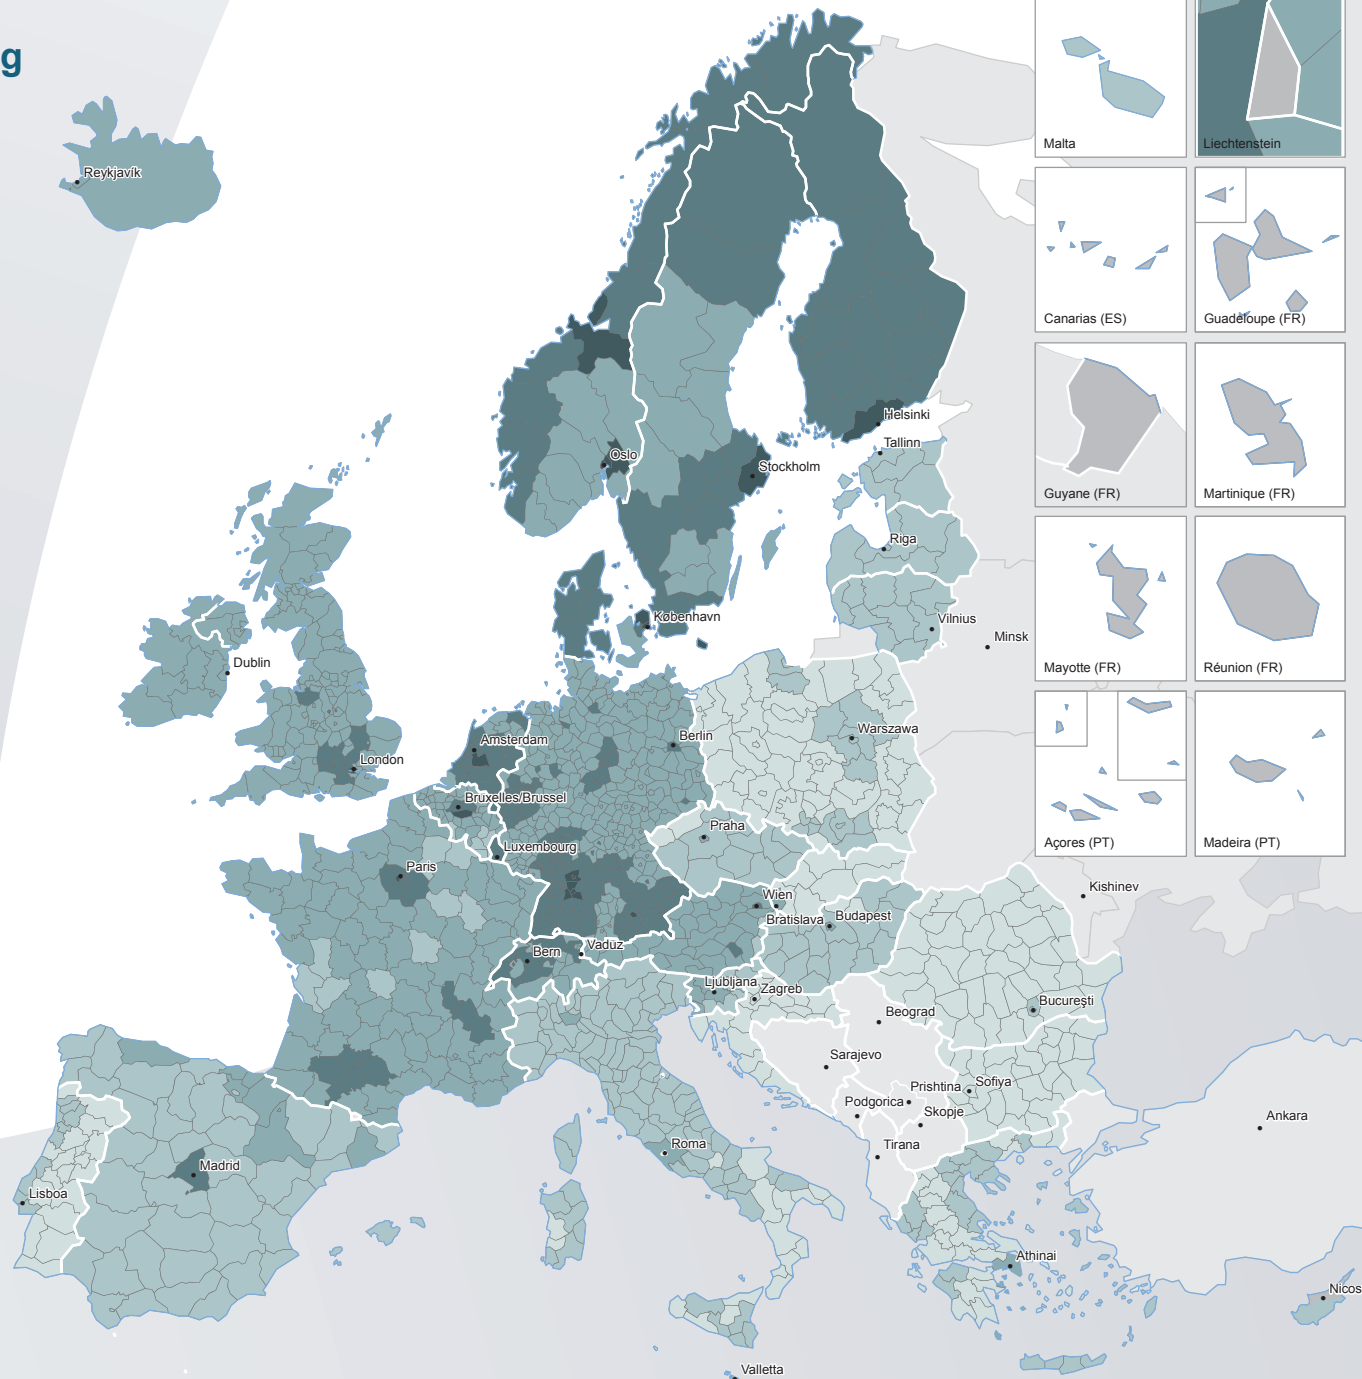 g
Malta
Liechtenstein
Reykjavík
Canarias (ES)
Guadeloupe (FR)
Helsinki
Tallinn
Oslo
Stockholm
Guyane (FR)
Martinique (FR)
Riga
København
Vilnius
Minsk
Dublin
Mayotte (FR)
Réunion (FR)
Amsterdam
Berlin
Warszawa
London
Bruxelles/Brussel
Praha
Luxembourg
Açores (PT)
Madeira (PT)
Paris
Kishinev
Wien
Bratislava
Budapest
Bern
Vaduz
Ljubljana
Zagreb
Bucureşti
Beograd
Sarajevo
Prishtina
Sofiya
Podgorica
Skopje
Ankara
Roma
Tirana
Madrid
Lisboa
Athinai
Nicos
Valletta